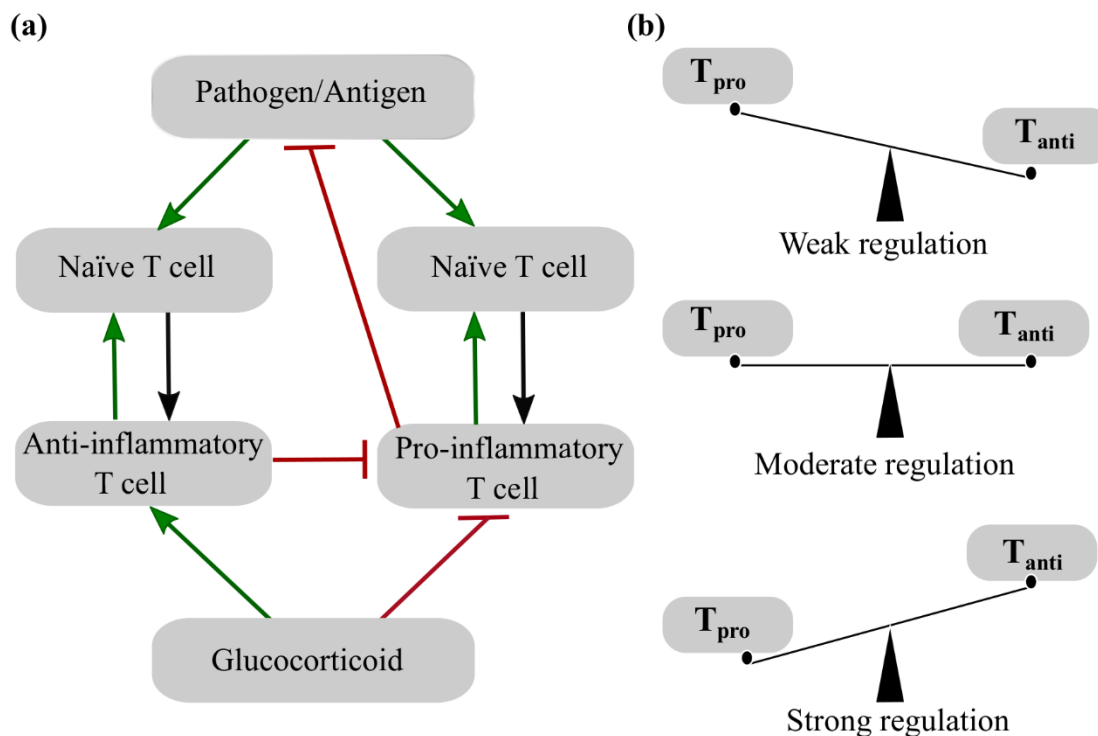 (a)
Pathogen/Antigen
Naïve T cell
Naïve T cell
Anti-inflammatory
T cell
Pro-inflammatory
T cell
Glucocorticoid
(b)
Tpro
Tanti
Weak regulation
Tpro
Tanti
Moderate regulation
Tpro
Tanti
Strong regulation